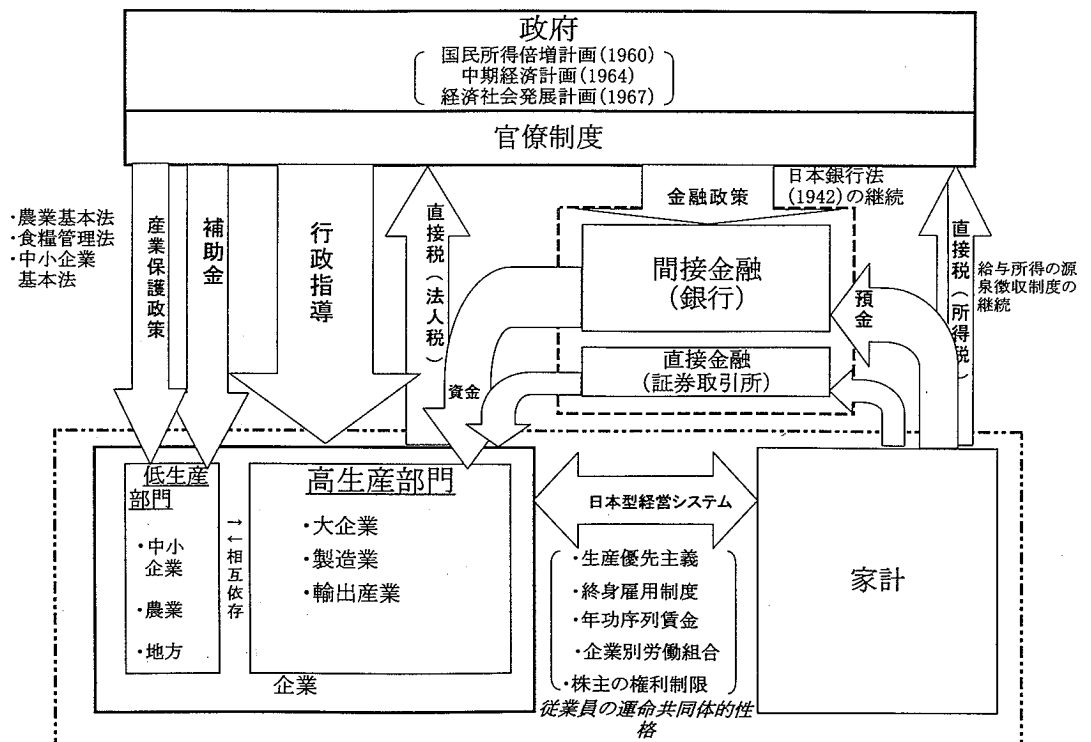 政府
国民所得倍増計画(1960)
中期経済計画(1964)
経済社会発展計画(1967)
官僚制度
・農業基本法
・食糧管理法
・中小企業
基本法
産業保護政策
補助金
行政指導
直接税(法人税)
金融政策
日本銀行法
(1942)の継続
間接金融
(銀行)
直接金融
(証券取引所)
資金
預金
直接税(所得税)
給与所得の源
泉徴収制度の
継続
低生産
部門
・中小
企業
・農業
・地方
→
←相互依存
高生産部門
・大企業
・製造業
・輸出産業
企業
日本型経営システム
・生産優先主義
・終身雇用制度
・年功序列賃金
・企業別労働組合
・株主の権利制限
従業員の運命共同体的性
格
家計